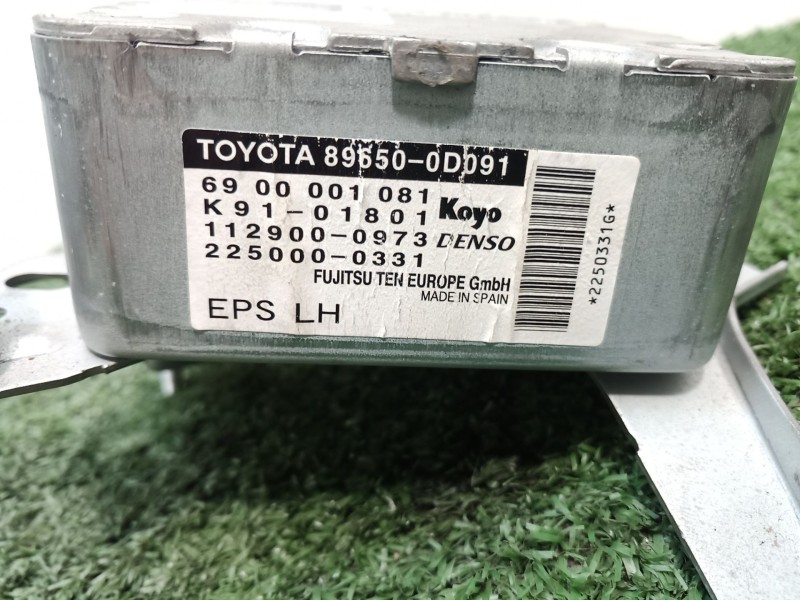 TOYOTA 89650-0D091
69 00 001 081
K 91-01801 Koyo
112900-0973 DENSO
225000-0331
FUJITSU TEN EUROPE GmbH
MADE IN SPAIN
EPS LH
*2250331G*